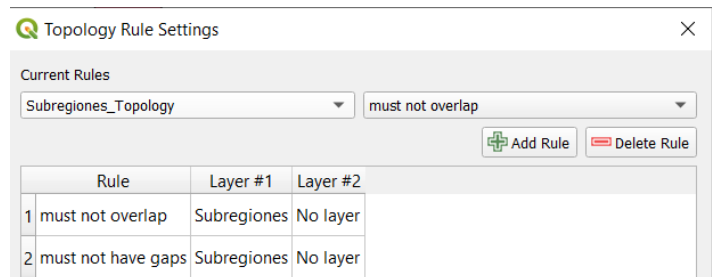 Topology Rule Settings
Current Rules
Subregiones_Topology must not overlap
Add Rule Delete Rule
Rule Layer #1 Layer #2
1 must not overlap Subregiones No layer
2 must not have gaps Subregiones No layer